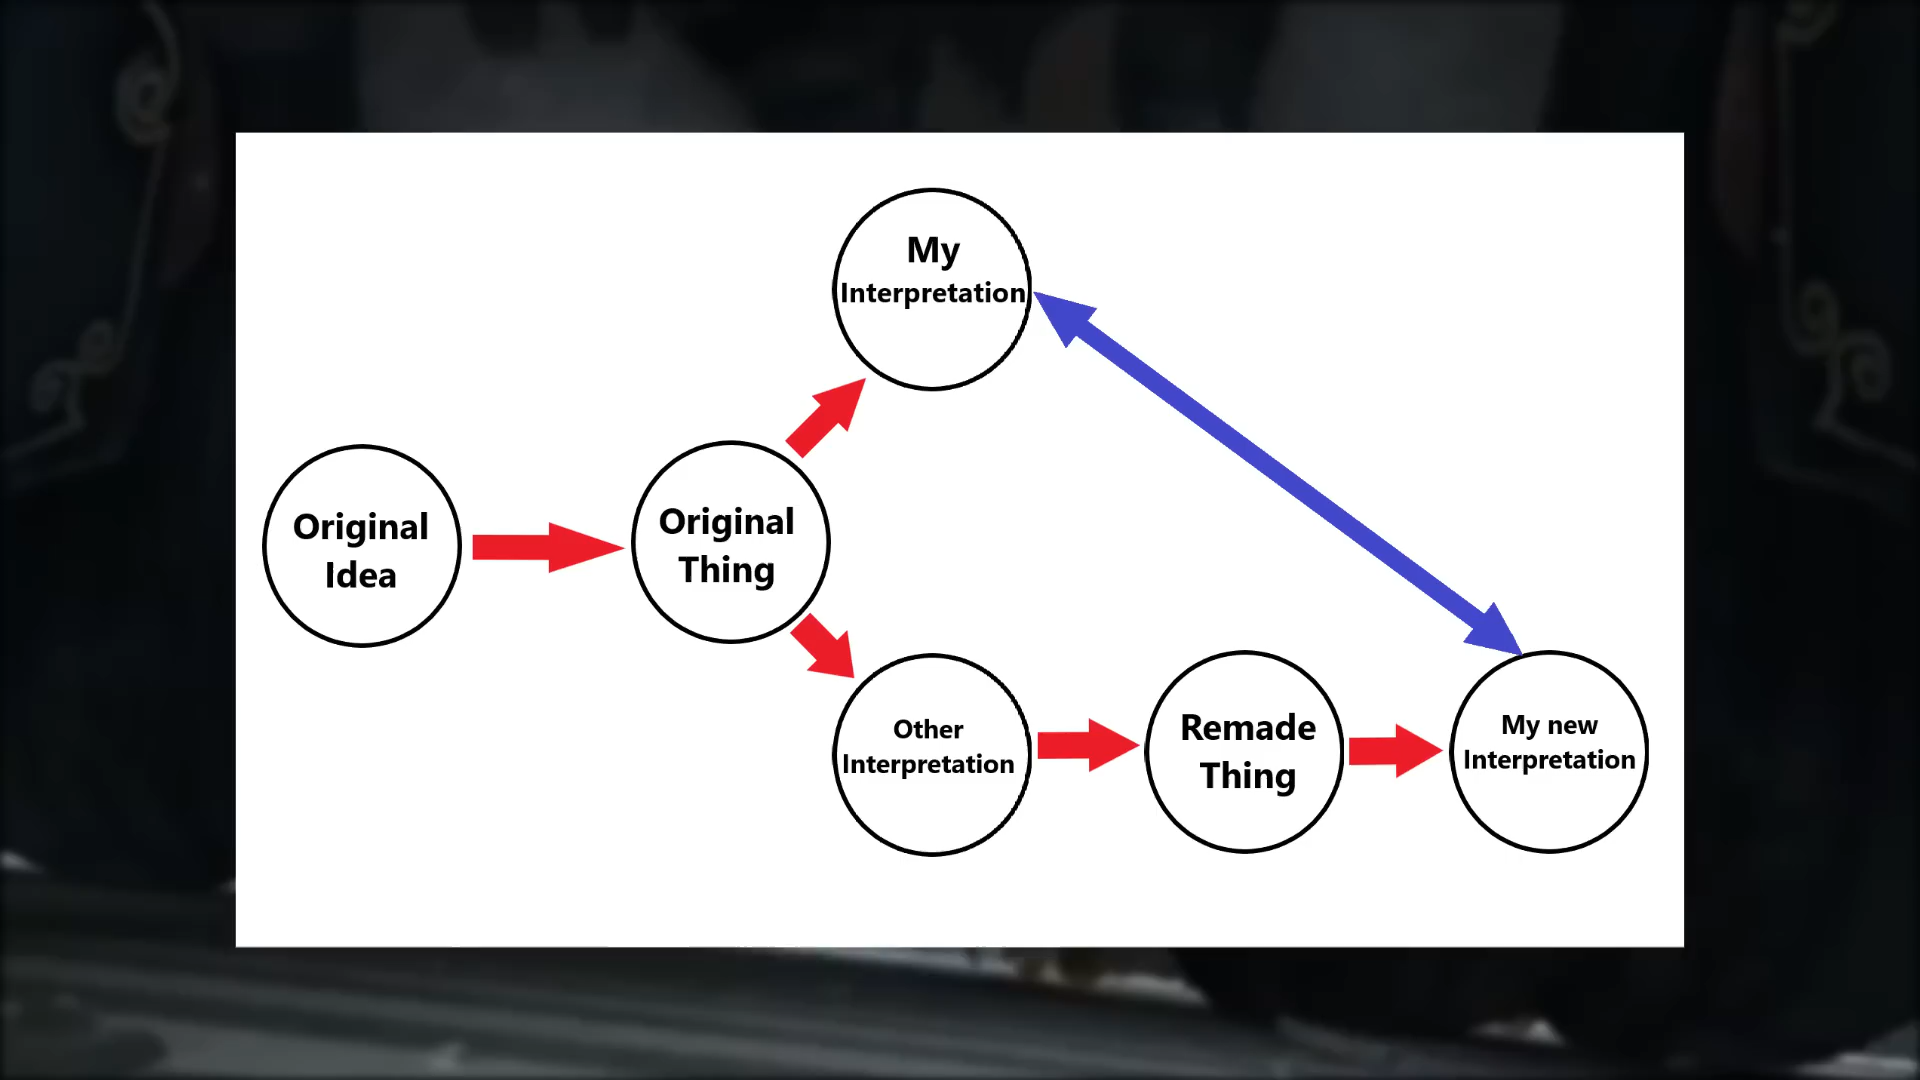 My
Interpretation
Original
Idea
Original
Thing
Other
Interpretation
Remade
Thing
My new
Interpretation